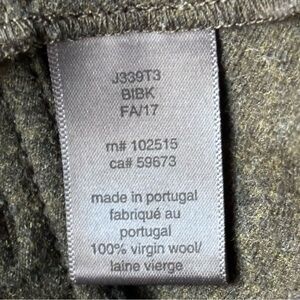 J339T3
BIBK
FA/17
rn# 102515
ca# 59673
made in portugal
fabriqué au
portugal
100% virgin wool/
laine vierge